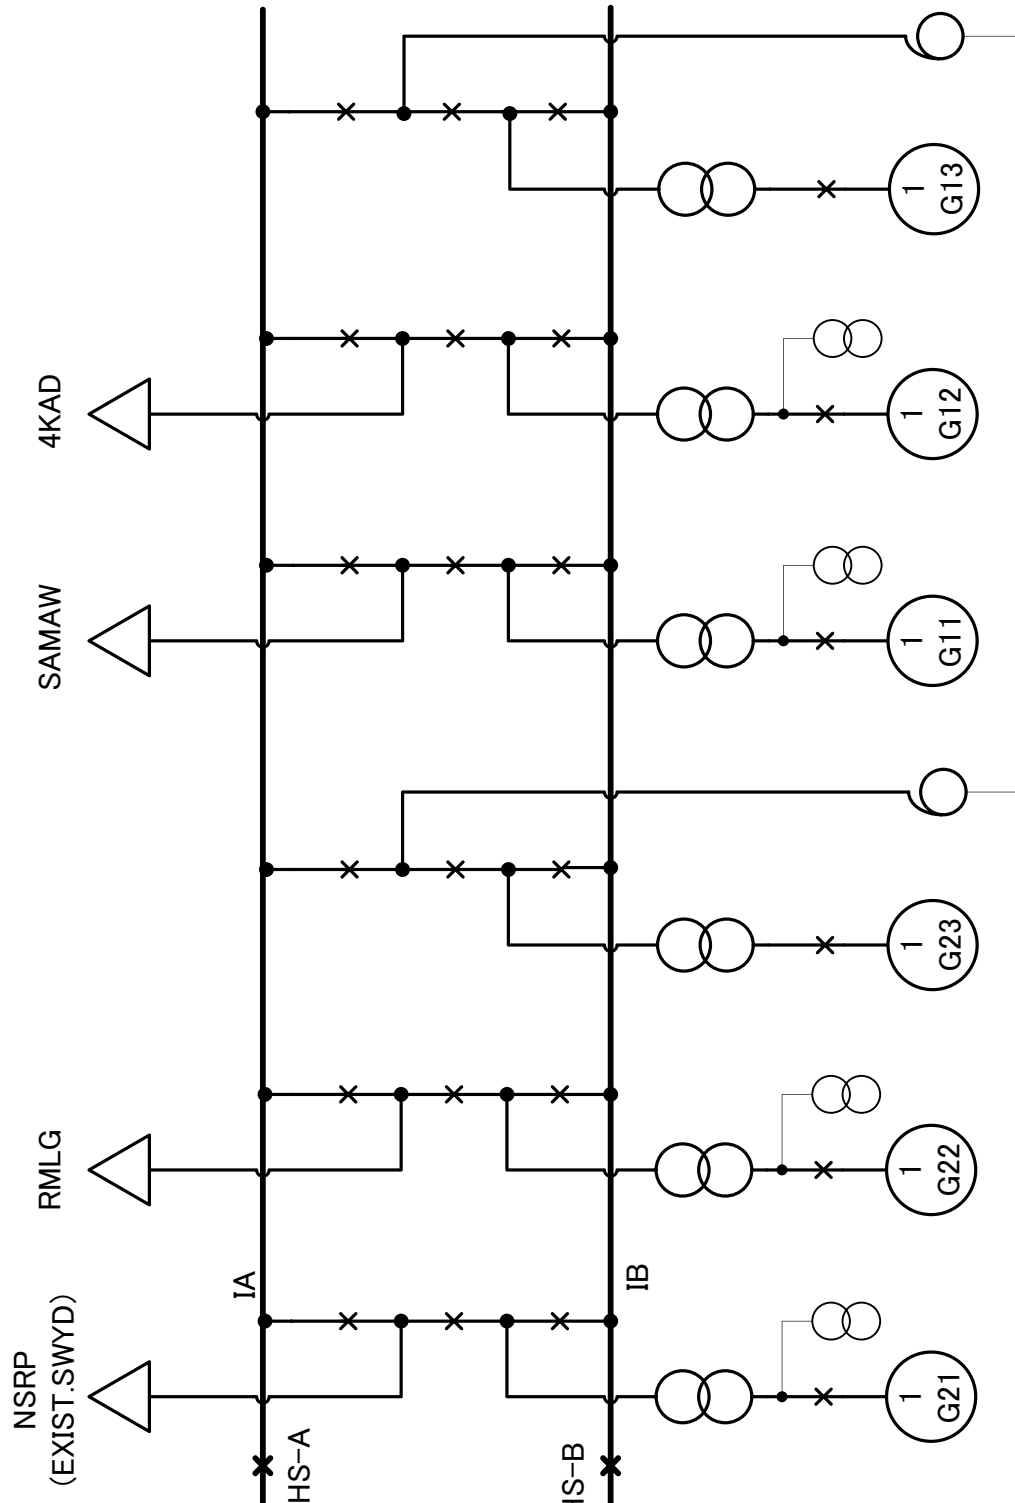 1
G13
4KAD
1
G12
SAMAW
1
G11
1
G23
RMLG
1
G22
IA
IB
NSRP
(EXIST.SWYD)
1
G21
HS-A
IS-B